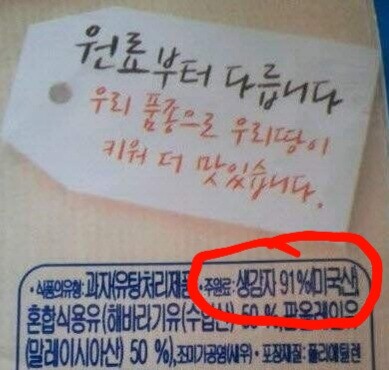 원료부터 다릅니다
우리 품종으로 우리땅이
키워 더 맛있습니다.
•식품의유형: 과자(유탕처리제품) •주원료: 생감자 91%(미국산)
혼합식용유(해바라기유(수입산) 50 %, 팜올레인유
(말레이시아산) 50 %), 조미가공염(새우) • 포장재질: 폴리에틸렌